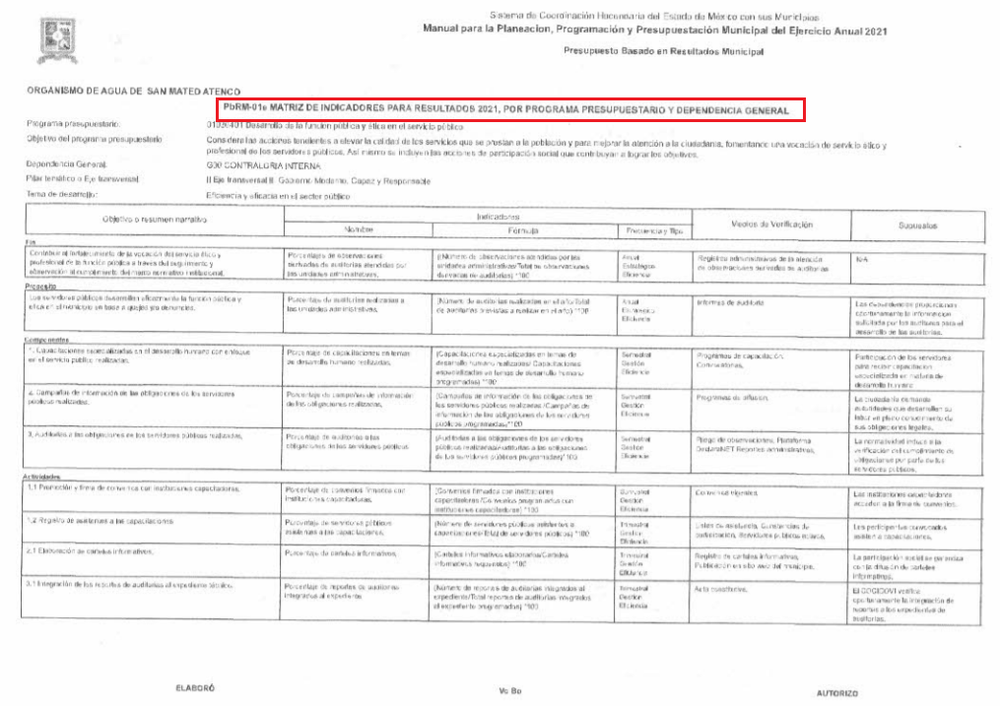 Sistema de Coordinación Hacendaria del Estado de México con sus Municipios
Manual para la Planeacion, Programación y Presupuestación Municipal del Ejercicio Anual 2021
Presupuesto Basado en Resultados Municipal
ORGANISMO DE AGUA DE SAN MATEO ATENCO
PbRM-01e MATRIZ DE INDICADORES PARA RESULTADOS 2021, POR PROGRAMA PRESUPUESTARIO Y DEPENDENCIA GENERAL
Programa presupuestario: 01030401 Desarrollo de la función pública y ética en el servicio público
Objetivo del programa presupuestario Considera las acciones tendientes a elevar la calidad de los servicios que se prestan a la población y para mejorar la atención a la ciudadanía, fomentando una vocación de servicio ético y
profesional de los servidores públicos. Así mismo se incluyen las acciones de participación social que contribuyan a lograr los objetivos.
Dependencia General: G00 CONTRALORIA INTERNA
Pilar temático o Eje transversal II Eje transversal II Gobierno Moderno, Capaz y Responsable
Tema de desarrollo: Eficiencia y eficacia en el sector público
Objetivo o resumen narrativo Indicadores Medios de Verificación Supuestos
Nombre Fórmula Frecuencia y Tipo
Fin
Contribuir al fortalecimiento de la vocación del servicio ético y
profesional de la función pública a través del seguimiento y
observación al cumplimiento del marco normativo institucional.
Porcentajes de observaciones
derivadas de auditorias atendidas por
las unidades administrativas.
(Número de observaciones atendidas por las
unidades administrativas/Total de observaciones
derivadas de auditorías) *100
Anual
Estratégico
Eficiencia
Registros administrativos de la atención
de observaciones derivadas de auditorías
N/A
Propósito
Los servidores públicos desarrollen eficazmente la función pública y
ética en el municipio en base a quejas y/o denuncias.
Porcentaje de auditorías realizadas a
las unidades administrativas.
(Número de auditorías realizadas en el año/Total
de auditorías previstas a realizar en el año) *100
Anual
Estratégico
Eficiencia
Informes de auditoría
oportunamente la información
solicitada por los auditores para el
desarrollo de las auditorías.
Componentes
1. Capacitaciones especializadas en el desarrollo humano con enfoque
en el servicio público realizadas.
Porcentaje de capacitaciones en temas
de desarrollo humano realizadas.
(Capacitaciones especializadas en temas de
desarrollo humano realizadas/ Capacitaciones
especializadas en temas de desarrollo humano
programadas) *100
Semestral
Gestión
Eficiencia
Programas de capacitación.
Convocatorias.
Participación de los servidores
para recibir capacitación
especializada en materia de
desarrollo humano
2. Campañas de información de las obligaciones de los servidores
públicos realizadas.
Porcentaje de campañas de información
de las obligaciones realizadas.
(Campañas de información de las obligaciones de
los servidores públicos realizadas /Campañas de
información de las obligaciones de los servidores
públicos programadas)*100
Semestral
Gestión
Eficiencia
Programas de difusión.
La ciudadanía demanda
autoridades que desarrollen su
labor en pleno conocimiento de
sus obligaciones legales.
3. Auditorías a las obligaciones de los servidores públicos realizadas.
Porcentaje de auditorías a las
obligaciones de los servidores públicos
(Auditorías a las obligaciones de los servidores
públicos realizadas/auditorías a las obligaciones
de los servidores públicos programadas)*100
Semestral
Gestión
Eficiencia
Pliego de observaciones, Plataforma
DeclaraNET Reportes administrativos.
La normatividad induce a la
verificación del cumplimiento de
obligaciones por parte de los
servidores públicos.
Actividades
1.1 Promoción y firma de convenios con instituciones capacitadoras.
Porcentaje de convenios firmados con
instituciones capacitadoras.
(Convenios firmados con instituciones
capacitadoras /Convenios programados con
instituciones capacitadoras) *100
Semestral
Gestión
Eficiencia
Convenios vigentes.
Las instituciones capacitadoras
acceden a la firma de convenios.
1.2 Registro de asistentes a las capacitaciones
Porcentaje de servidores públicos
asistentes a las capacitaciones.
(Número de servidores públicos asistentes a
capacitaciones/Total de servidores públicos) *100
Trimestral
Gestión
Eficiencia
Listas de asistencia, Constancias de
participación, Servidores públicos activos.
Los participantes convocados
asisten a capacitaciones.
2.1 Elaboración de carteles informativos.
Porcentaje de carteles informativos.
(Carteles informativos elaborados/Carteles
informativos requeridos) *100
Trimestral
Gestión
Eficiencia
Registro de carteles informativos,
Publicación en sitio web del municipio.
La participación social se garantiza
con la difusión de carteles
informativos.
3.1 Integración de los reportes de auditorías al expediente técnico.
Porcentaje de reportes de auditorías
integrados al expediente
(Número de reportes de auditorías integrados al
expediente/Total reportes de auditorías integrados
al expediente programados) *100
Trimestral
Gestión
Eficiencia
Acta constitutiva.
El COCICOVI verifica
oportunamente la integración de
reportes a los expedientes de
auditorías.
ELABORÓ Vo Bo AUTORIZO